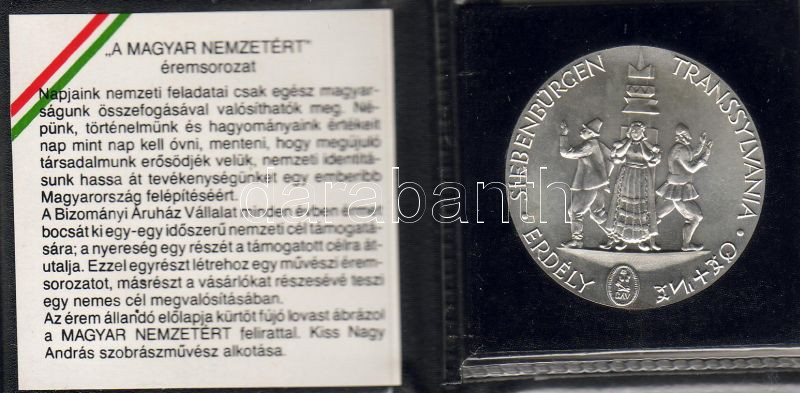 „A MAGYAR NEMZETÉRT"
éremsorozat
Napjaink nemzeti feladatai csak egész magyar-
ságunk összefogásával valósíthatók meg. Né-
pünk, történelmünk és hagyományaink értékeit
nap mint nap kell óvni, menteni, hogy megújuló
társadalmunk erősödjék velük, nemzeti identitá-
sunk hassa át tevékenységünket egy emberibb
Magyarország felépítéséért.
A Bizományi Áruház Vállalat minden évben érmet
bocsát ki egy-egy időszerű nemzeti cél támogatá-
sára; a nyereség egy részét a támogatott célra át-
utalja. Ezzel egyrészt létrehoz egy művészi érem-
sorozatot, másrészt a vásárlókat részesévé teszi
egy nemes cél megvalósításában.
Az érem állandó előlapja kürtöt fújó lovast ábrázol
a MAGYAR NEMZETÉRT felirattal. Kiss Nagy
András szobrászművész alkotása.
ERDÉLY · SIEBENBÜRGEN
TRANSSYLVANIA ·
BÁV
darabanth